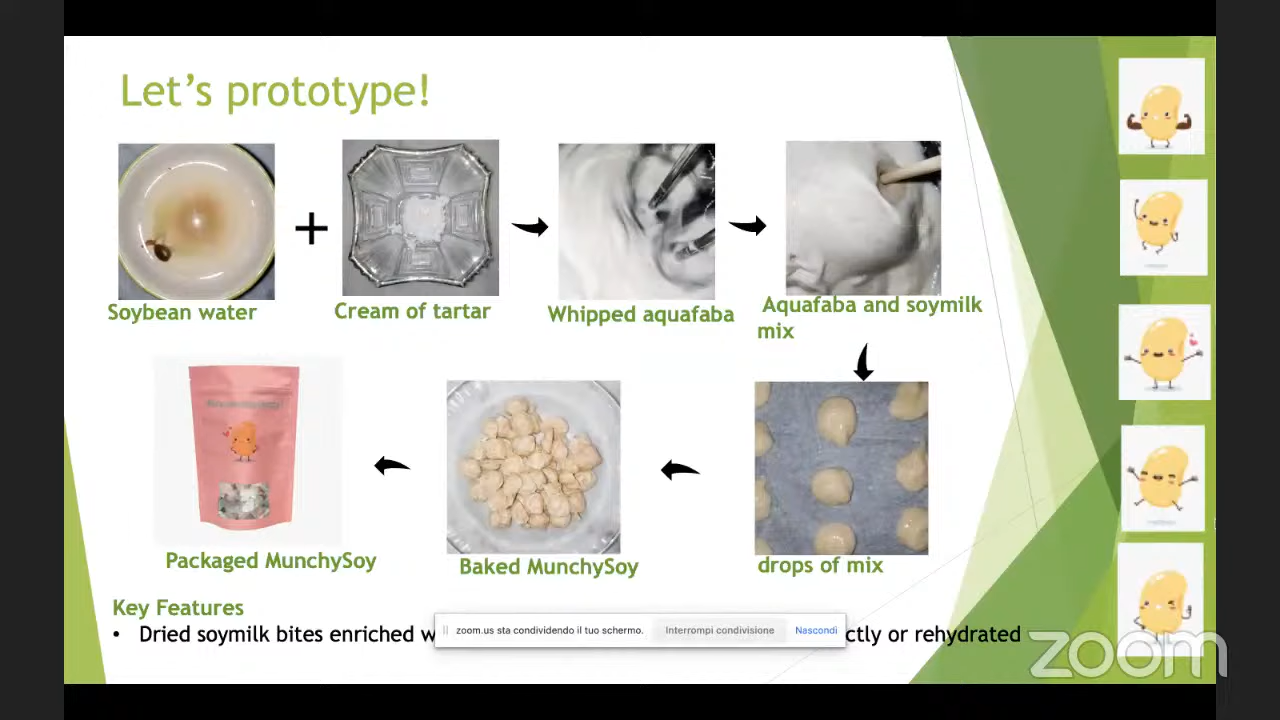 Let's prototype!
+
Soybean water
Cream of tartar
Whipped aquafaba
Aquafaba and soymilk
mix
Packaged MunchySoy
Baked MunchySoy
drops of mix
Key Features
• Dried soymilk bites enriched
zoom.us sta condividendo il tuo schermo. Interrompi condivisione Nascondi
or rehydrated
zoom